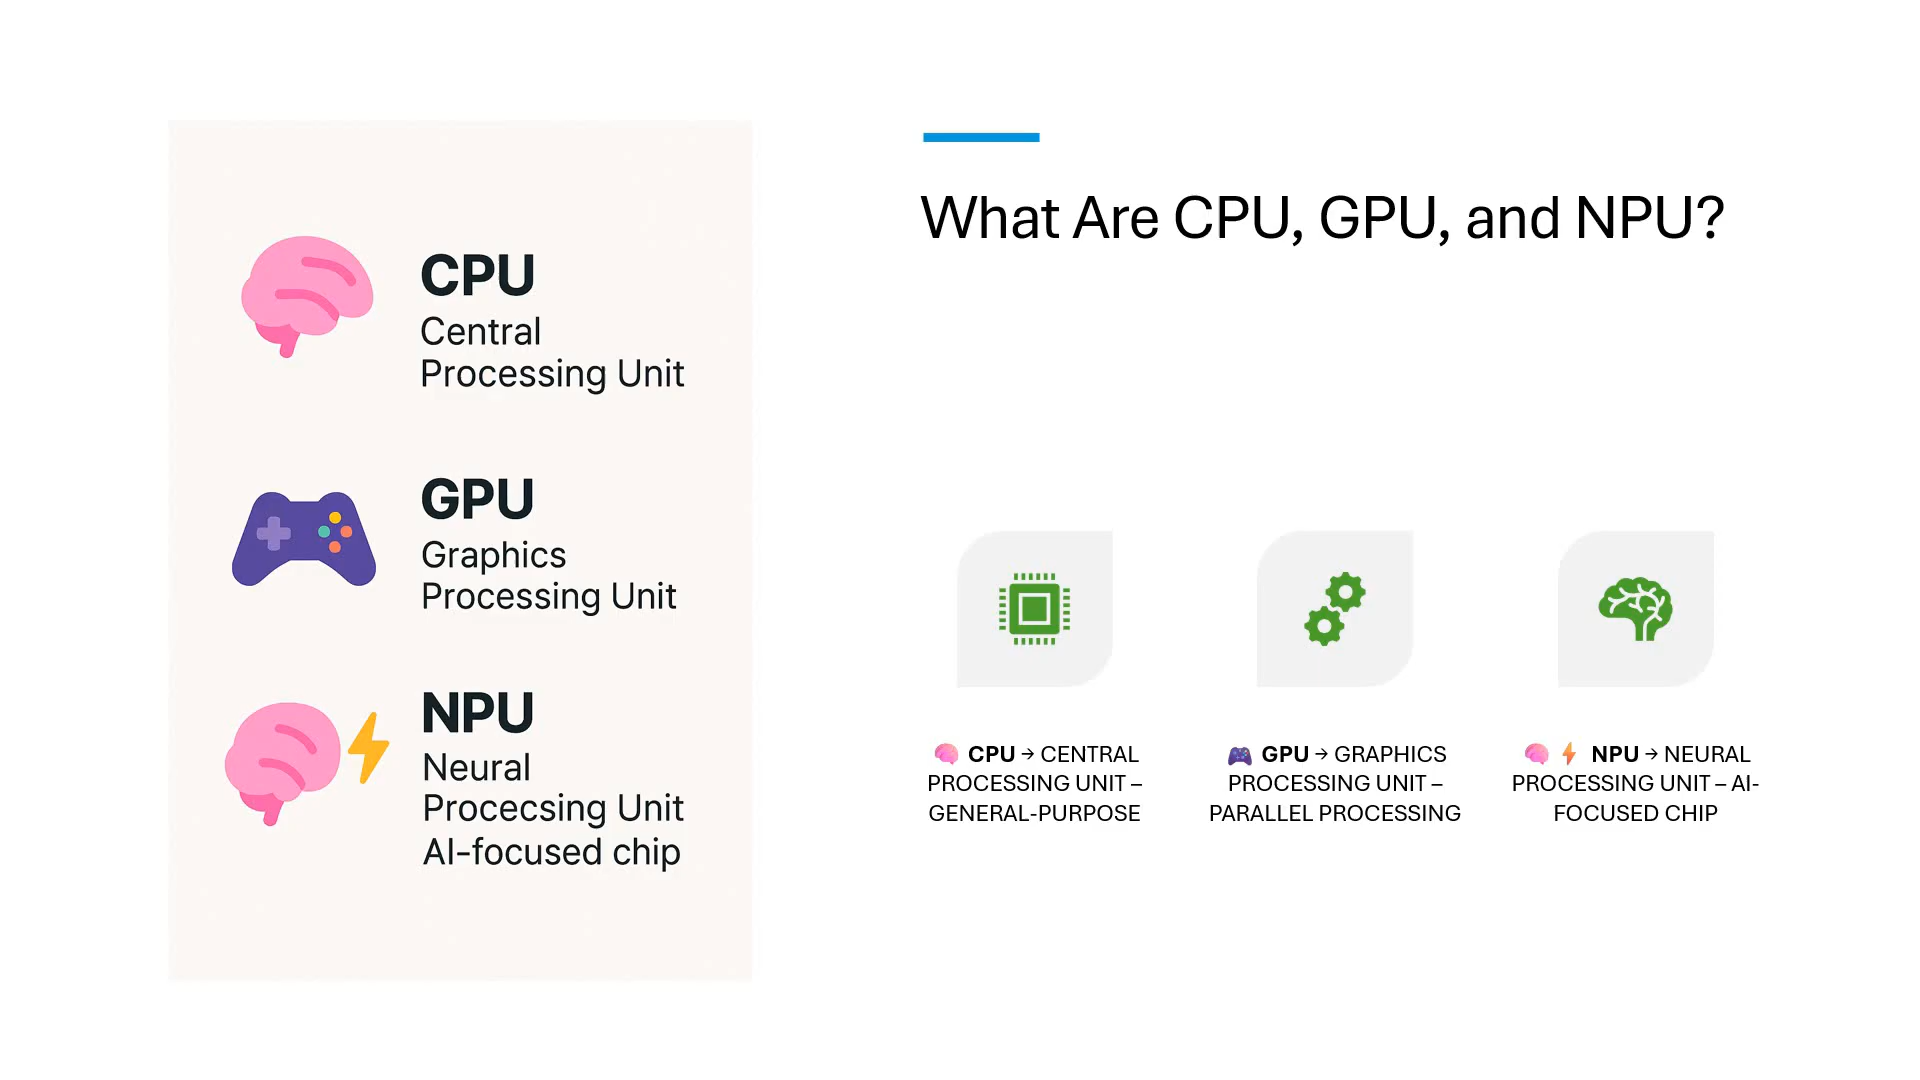 CPU
Central
Processing Unit
GPU
Graphics
Processing Unit
NPU
Neural
Procecsing Unit
AI-focused chip
What Are CPU, GPU, and NPU?
🧠 CPU → CENTRAL
PROCESSING UNIT –
GENERAL-PURPOSE
🎮 GPU → GRAPHICS
PROCESSING UNIT –
PARALLEL PROCESSING
🧠⚡ NPU → NEURAL
PROCESSING UNIT – AI-
FOCUSED CHIP